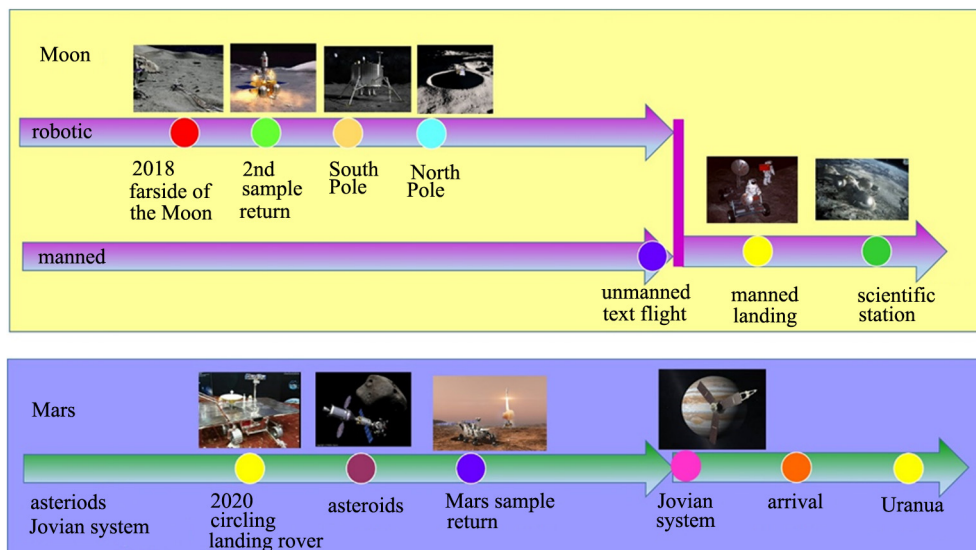 Moon
robotic
2018
farside of
the Moon
2nd
sample
return
South
Pole
North
Pole
manned
unmanned
text flight
manned
landing
scientific
station
Mars
asteriods
Jovian system
2020
circling
landing rover
asteroids
Mars sample
return
Jovian
system
arrival
Uranua